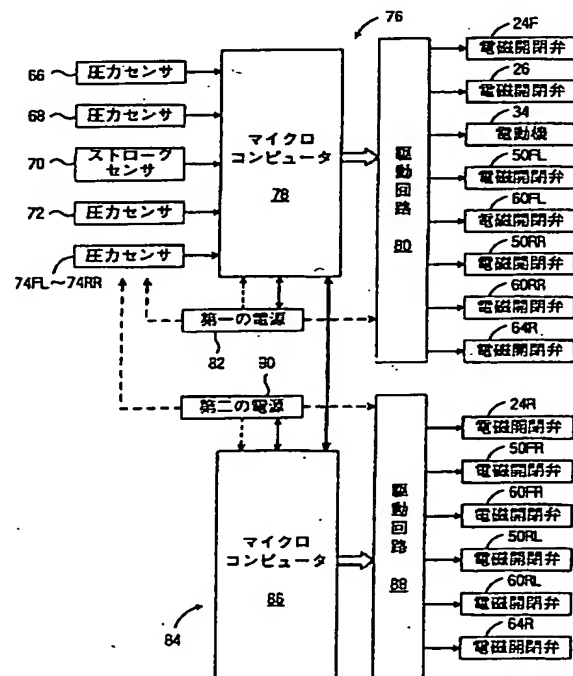 76
66
圧力センサ
68
圧力センサ
70
ストロークセンサ
72
圧力センサ
圧力センサ
74FL~74RR
マイクロ
コンピュータ
78
駆動回路
80
24F
電磁開閉弁
26
電磁開閉弁
34
電動機
50FL
電磁開閉弁
60FL
電磁開閉弁
50RR
電磁開閉弁
60RR
電磁開閉弁
64R
電磁開閉弁
第一の電源
82
90
第二の電源
マイクロ
コンピュータ
86
84
駆動回路
88
24R
電磁開閉弁
50FR
電磁開閉弁
60FR
電磁開閉弁
50RL
電磁開閉弁
60RL
電磁開閉弁
64R
電磁開閉弁